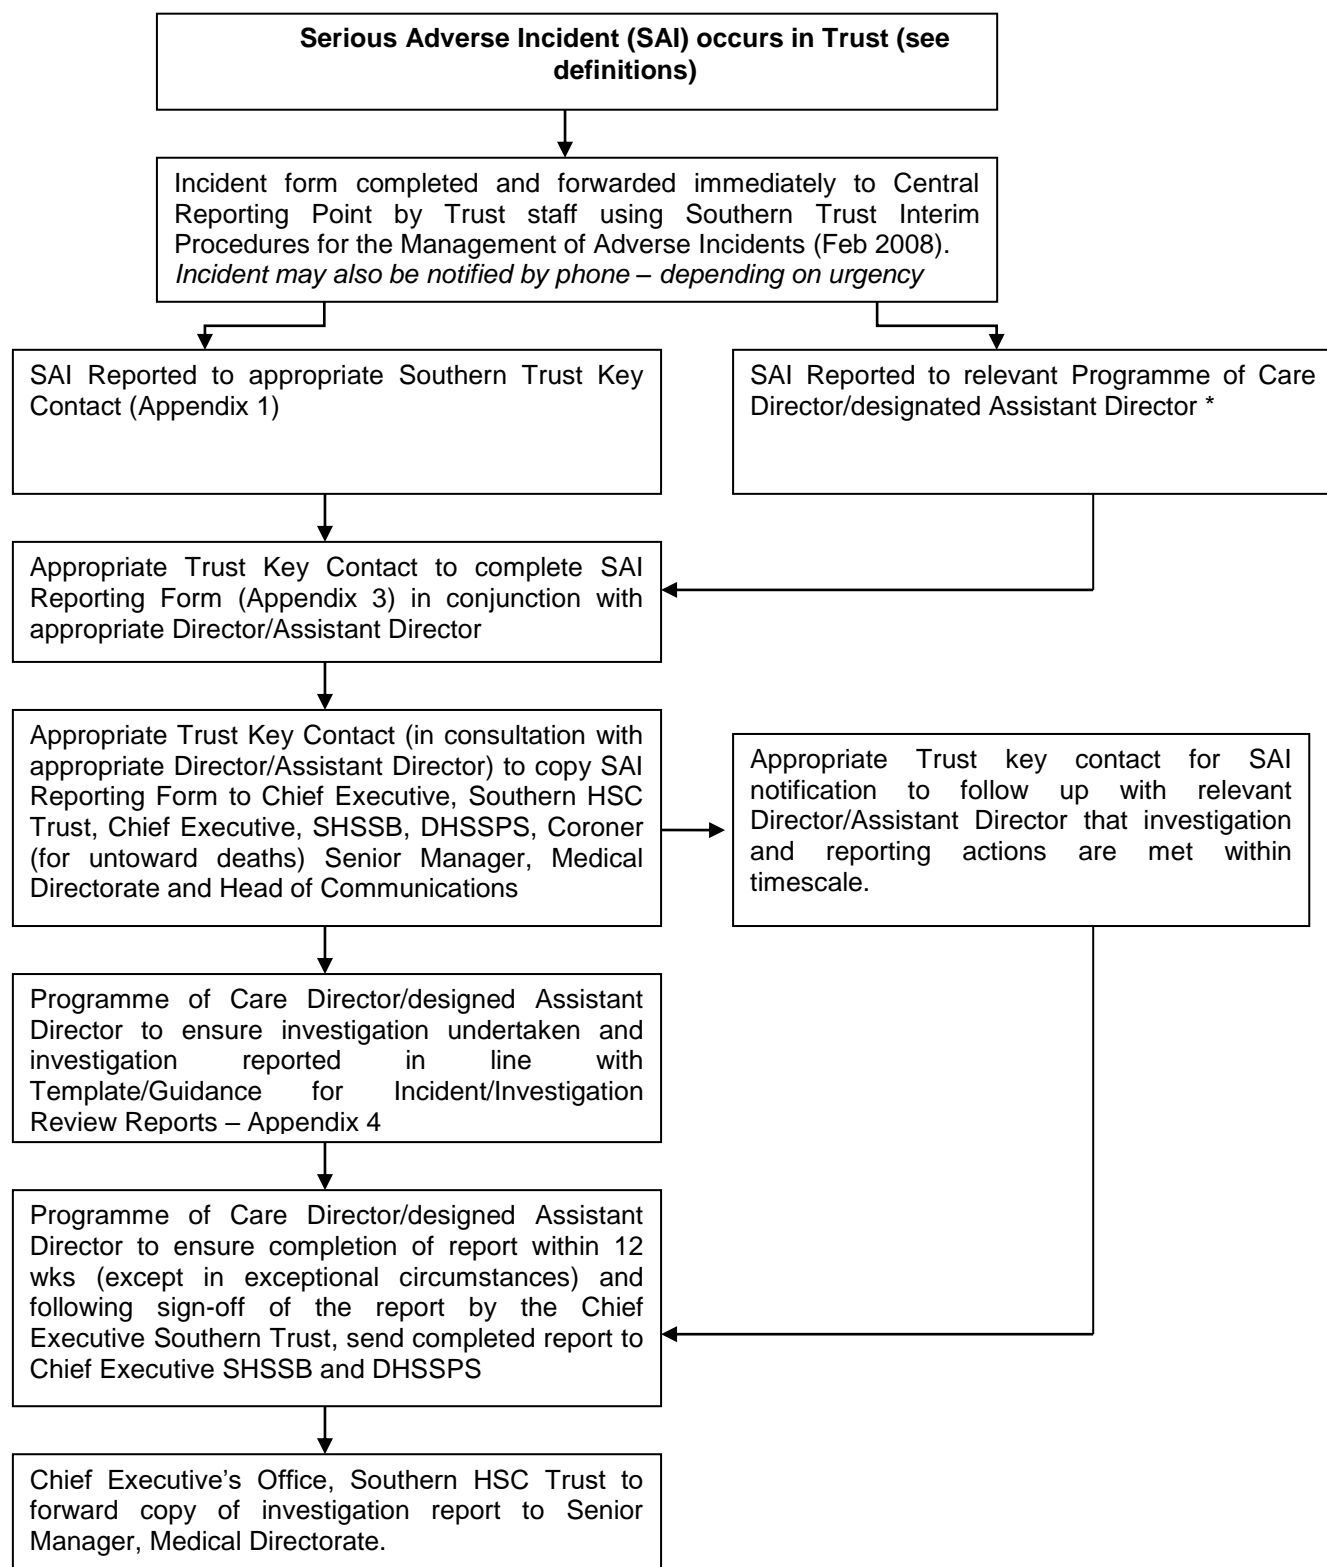 Serious Adverse Incident (SAI) occurs in Trust (see
definitions)
Incident form completed and forwarded immediately to Central
Reporting Point by Trust staff using Southern Trust Interim
Procedures for the Management of Adverse Incidents (Feb 2008).
Incident may also be notified by phone – depending on urgency
SAI Reported to appropriate Southern Trust Key
Contact (Appendix 1)
SAI Reported to relevant Programme of Care
Director/designated Assistant Director *
Appropriate Trust Key Contact to complete SAI
Reporting Form (Appendix 3) in conjunction with
appropriate Director/Assistant Director
Appropriate Trust Key Contact (in consultation with
appropriate Director/Assistant Director) to copy SAI
Reporting Form to Chief Executive, Southern HSC
Trust, Chief Executive, SHSSB, DHSSPS, Coroner
(for untoward deaths) Senior Manager, Medical
Directorate and Head of Communications
Appropriate Trust key contact for SAI
notification to follow up with relevant
Director/Assistant Director that investigation
and reporting actions are met within
timescale.
Programme of Care Director/designed Assistant
Director to ensure investigation undertaken and
investigation reported in line with
Template/Guidance for Incident/Investigation
Review Reports – Appendix 4
Programme of Care Director/designed Assistant
Director to ensure completion of report within 12
wks (except in exceptional circumstances) and
following sign-off of the report by the Chief
Executive Southern Trust, send completed report to
Chief Executive SHSSB and DHSSPS
Chief Executive’s Office, Southern HSC Trust to
forward copy of investigation report to Senior
Manager, Medical Directorate.